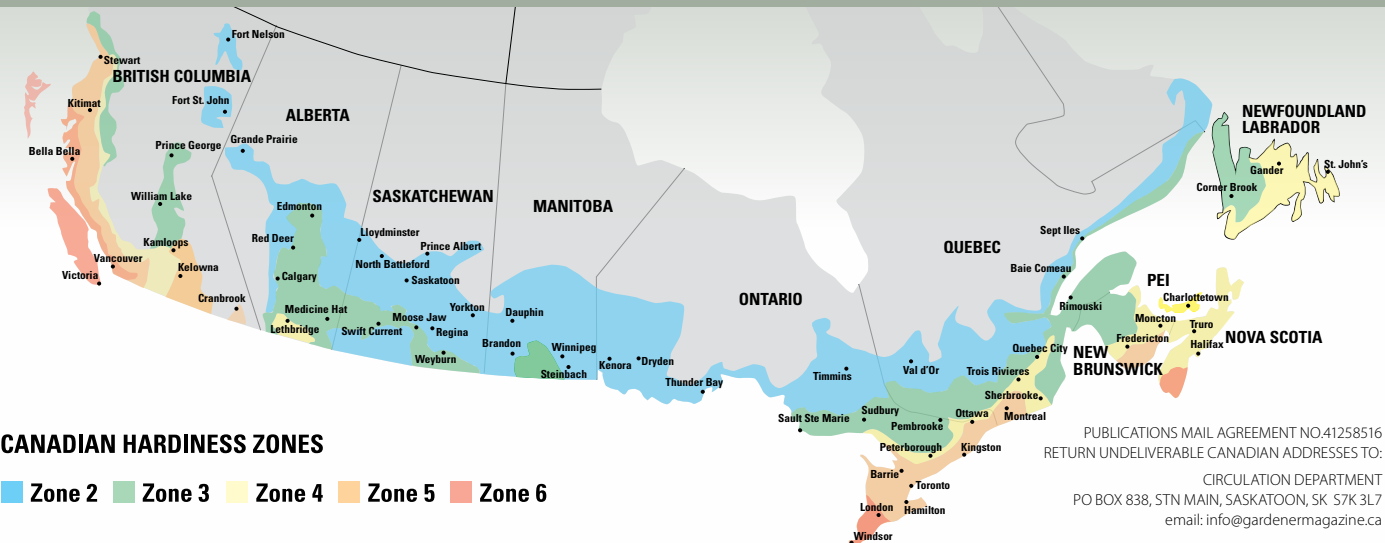 Fort Nelson
Stewart
BRITISH COLUMBIA
Kitimat
Fort St. John
ALBERTA
Bella Bella
Prince George
Grande Prairie
William Lake
Edmonton
SASKATCHEWAN
MANITOBA
Kamloops
Red Deer
Lloydminster
Prince Albert
Vancouver
Kelowna
North Battleford
Victoria
Calgary
Saskatoon
Cranbrook
Medicine Hat
Moose Jaw
Yorkton
Dauphin
Lethbridge
Swift Current
Regina
Weyburn
Brandon
Winnipeg
Steinbach
Kenora
Dryden
Thunder Bay
ONTARIO
QUEBEC
NEWFOUNDLAND
LABRADOR
Gander
St. John's
Corner Brook
Sept Iles
Baie Comeau
Rimouski
PEI
Charlottetown
Moncton
Truro
Fredericton
Halifax
NOVA SCOTIA
NEW
BRUNSWICK
Quebec City
Timmins
Val d'Or
Trois Rivieres
Sherbrooke
Sault Ste Marie
Sudbury
Ottawa
Montreal
Pembrooke
Peterborough
Kingston
Barrie
Toronto
London
Hamilton
Windsor
CANADIAN HARDINESS ZONES
Zone 2
Zone 3
Zone 4
Zone 5
Zone 6
PUBLICATIONS MAIL AGREEMENT NO.41258516
RETURN UNDELIVERABLE CANADIAN ADDRESSES TO:
CIRCULATION DEPARTMENT
PO BOX 838, STN MAIN, SASKATOON, SK S7K 3L7
email: info@gardenermagazine.ca